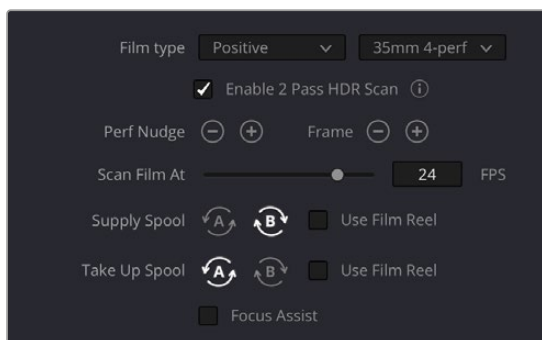 Film type Positive 35mm 4-perf
Enable 2 Pass HDR Scan i
Perf Nudge Frame
Scan Film At 24 FPS
Supply Spool A B Use Film Reel
Take Up Spool A B Use Film Reel
Focus Assist